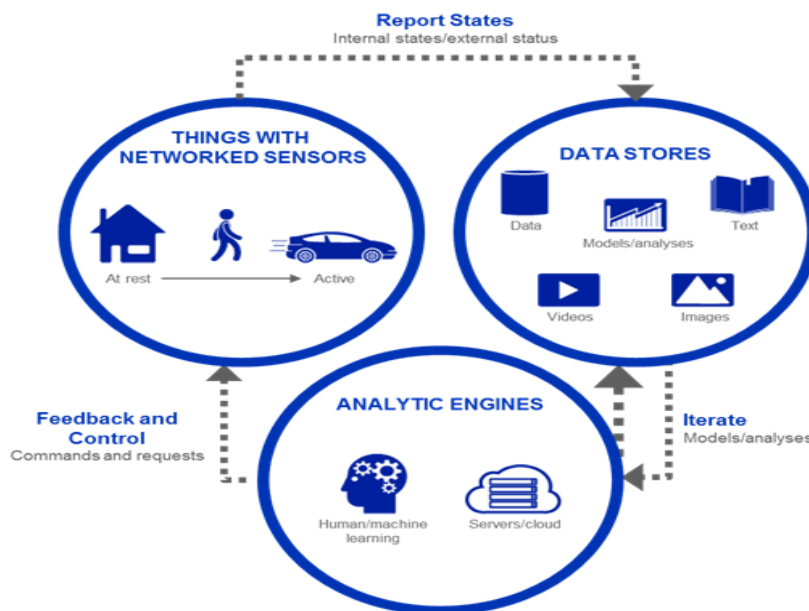 Report States
Internal states/external status
THINGS WITH
NETWORKED SENSORS
At rest
Active
DATA STORES
Data
Models/analyses
Text
Videos
Images
Feedback and
Control
Commands and requests
ANALYTIC ENGINES
Human/machine
learning
Servers/cloud
Iterate
Models/analyses